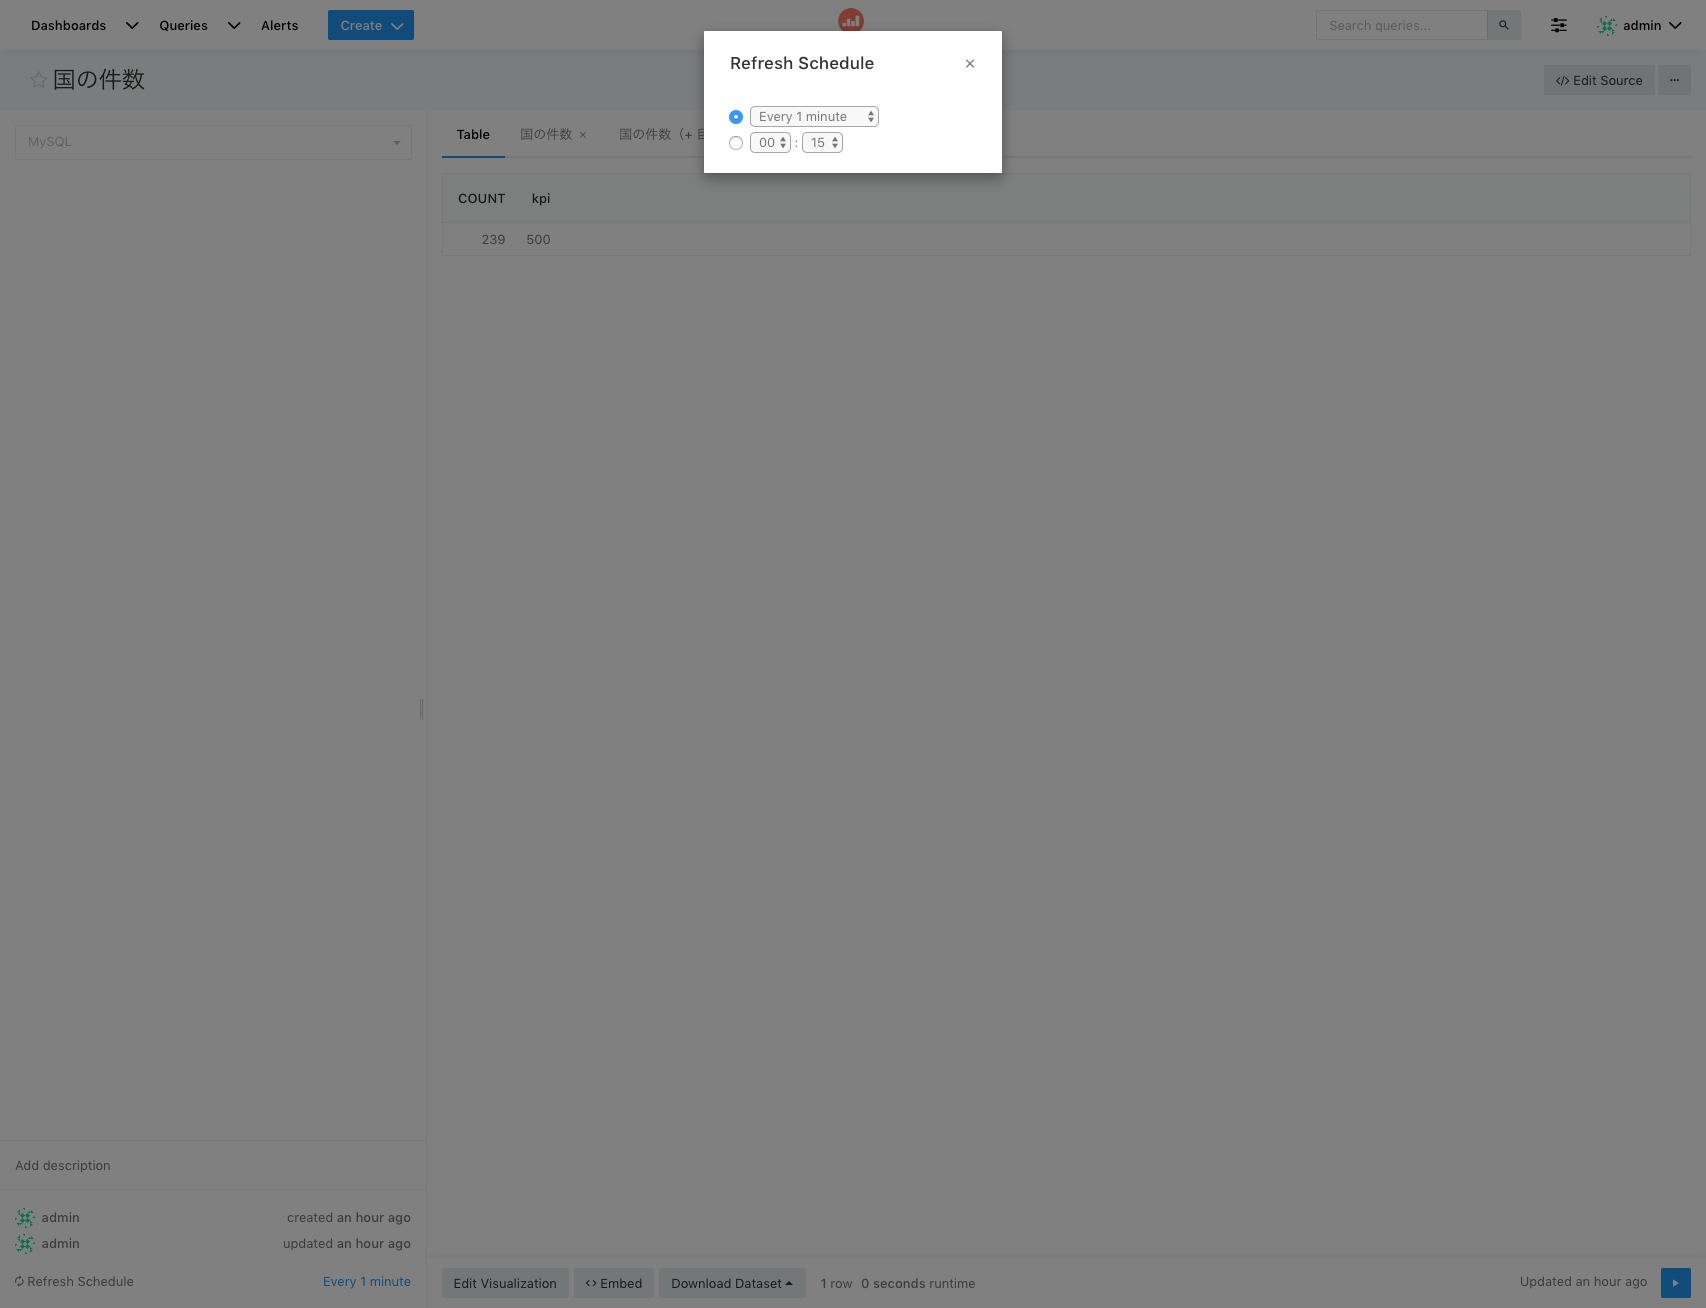 Dashboards Queries Alerts Create Search queries... admin
国の件数 </> Edit Source ...
Refresh Schedule ×
Every 1 minute
00 : 15
MySQL
Table 国の件数 × 国の件数（+
COUNT kpi
239 500
Add description
admin created an hour ago
admin updated an hour ago
Refresh Schedule Every 1 minute
Edit Visualization <> Embed Download Dataset 1 row 0 seconds runtime Updated an hour ago